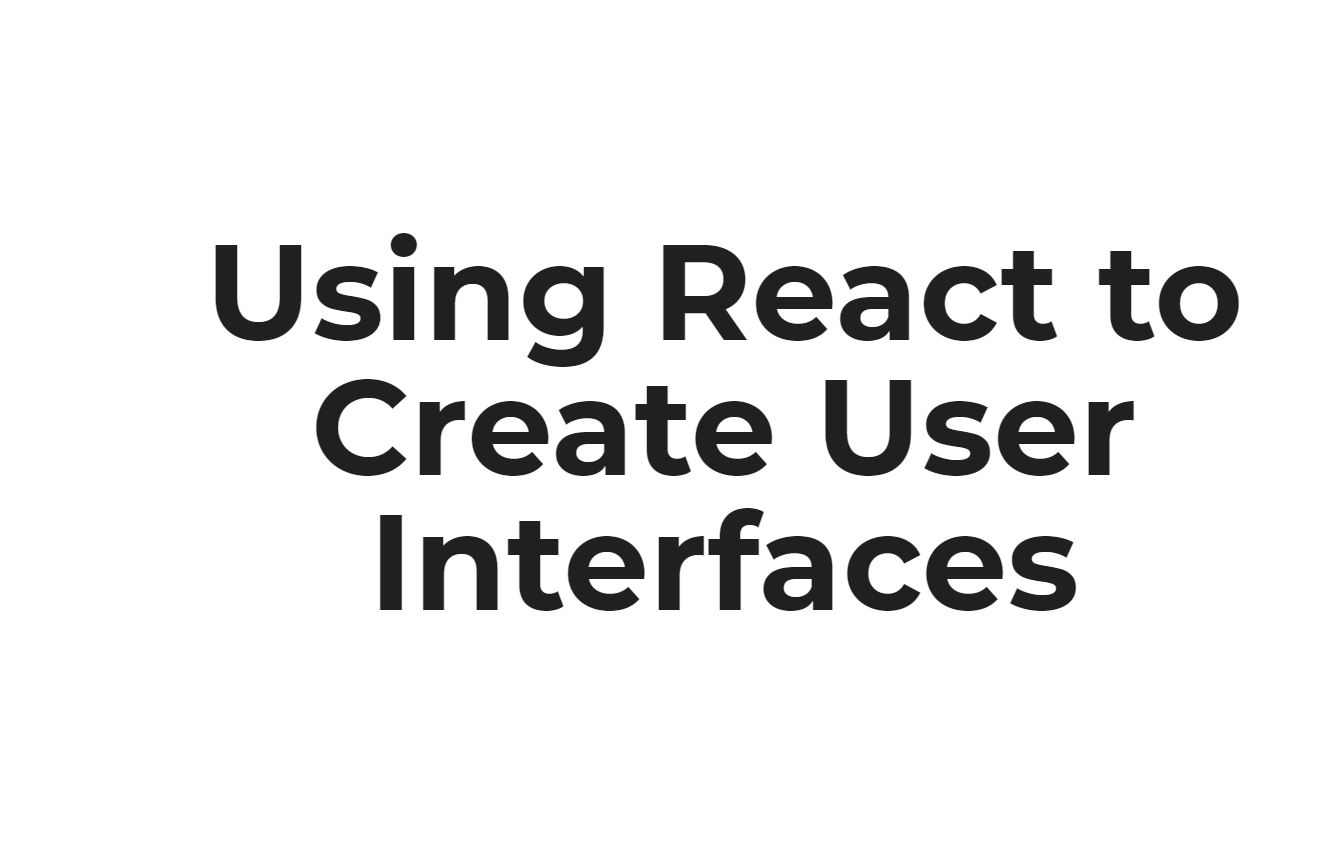 Using React to
Create User
Interfaces